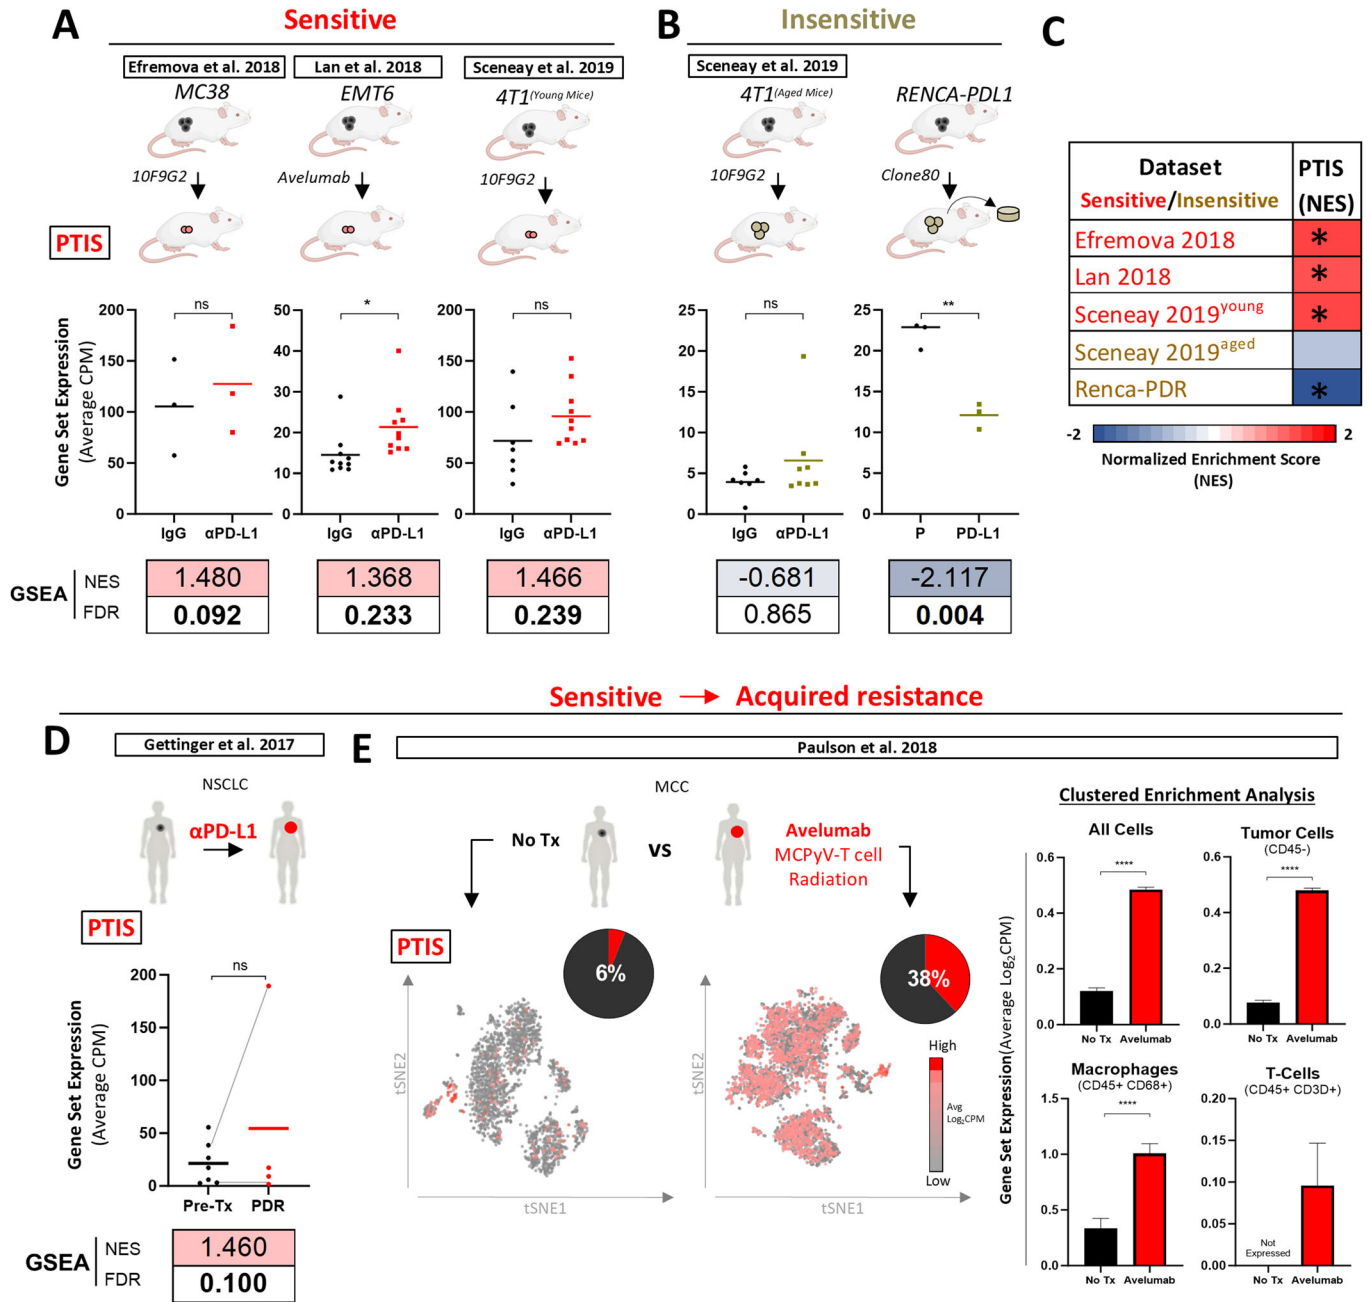 A
Sensitive
Efremova et al. 2018
Lan et al. 2018
Sceneay et al. 2019
MC38
EMT6
4T1(Young Mice)
10F9G2
Avelumab
10F9G2
PTIS
Gene Set Expression
(Average CPM)
200
150
100
50
0
ns
IgG
αPD-L1
50
40
30
20
10
0
*
IgG
αPD-L1
200
150
100
50
0
ns
IgG
αPD-L1
GSEA
NES
1.480
1.368
1.466
FDR
0.092
0.233
0.239
B
Insensitive
Sceneay et al. 2019
4T1(Aged Mice)
RENCA-PDL1
10F9G2
Clone80
25
20
15
10
5
0
ns
IgG
αPD-L1
25
20
15
10
5
0
**
P
PD-L1
-0.681
-2.117
0.865
0.004
C
Dataset
Sensitive/Insensitive
PTIS
(NES)
Efremova 2018
*
Lan 2018
*
Sceneay 2019young
*
Sceneay 2019aged
Renca-PDR
*
-2
2
Normalized Enrichment Score
(NES)
Sensitive → Acquired resistance
D
Gettinger et al. 2017
NSCLC
αPD-L1
PTIS
Gene Set Expression
(Average CPM)
200
150
100
50
0
ns
Pre-Tx
PDR
GSEA
NES
1.460
FDR
0.100
E
Paulson et al. 2018
MCC
No Tx
VS
Avelumab
MCPyV-T cell
Radiation
PTIS
6%
38%
tSNE2
tSNE1
tSNE2
tSNE1
High
Avg
Log2CPM
Low
Clustered Enrichment Analysis
Gene Set Expression(Average Log2CPM)
All Cells
0.6
0.4
0.2
0.0
****
No Tx
Avelumab
Tumor Cells
(CD45-)
0.6
0.4
0.2
0.0
****
No Tx
Avelumab
Macrophages
(CD45+ CD68+)
1.5
1.0
0.5
0.0
****
No Tx
Avelumab
T-Cells
(CD45+ CD3D+)
0.20
0.15
0.10
0.05
0.00
Not
Expressed
No Tx
Avelumab